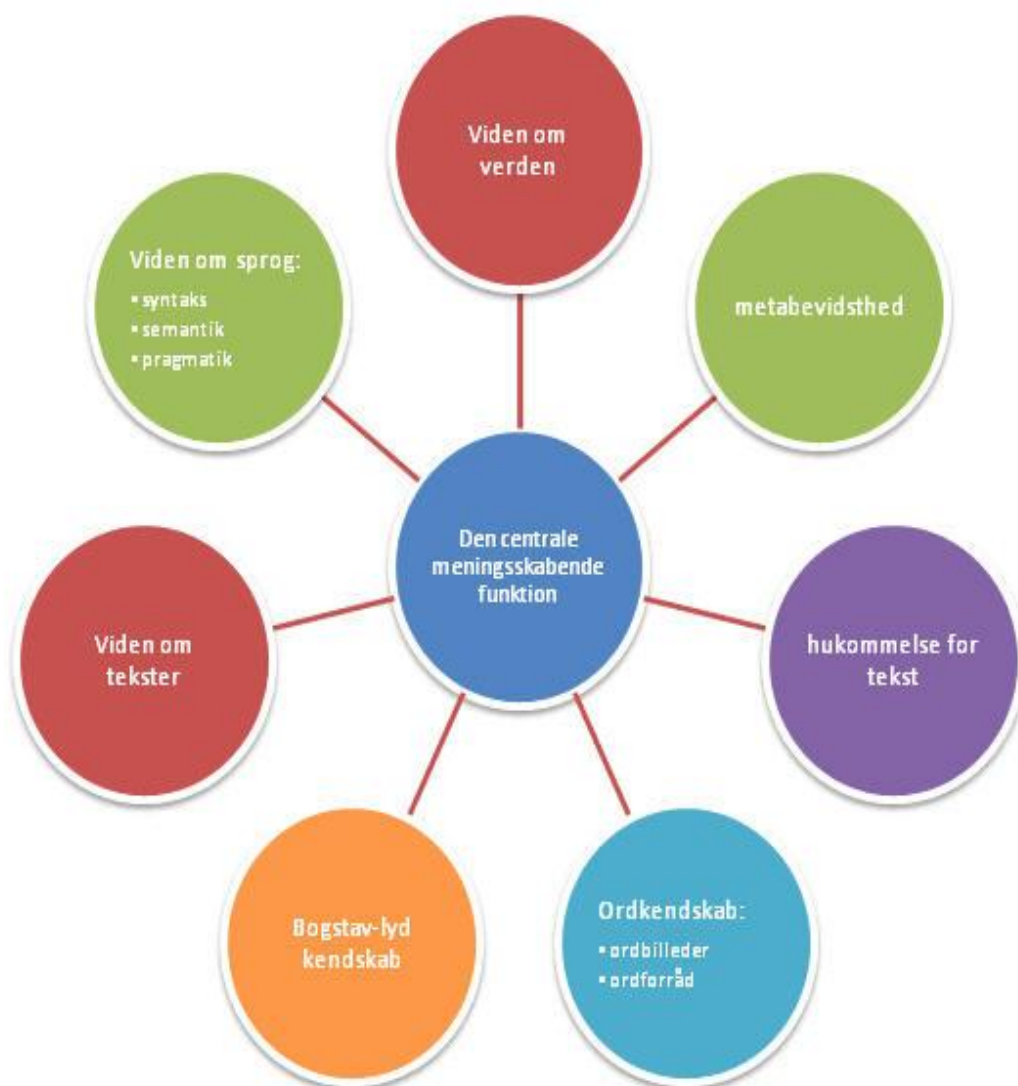 Viden om
verden
metabevidsthed
hukommelse for
tekst
Ordkendskab:
▪ ordbilleder
▪ ordforråd
Bogstav-lyd
kendskab
Viden om
tekster
Viden om sprog:
▪ syntaks
▪ semantik
▪ pragmatik
Den centrale
meningsskabende
funktion